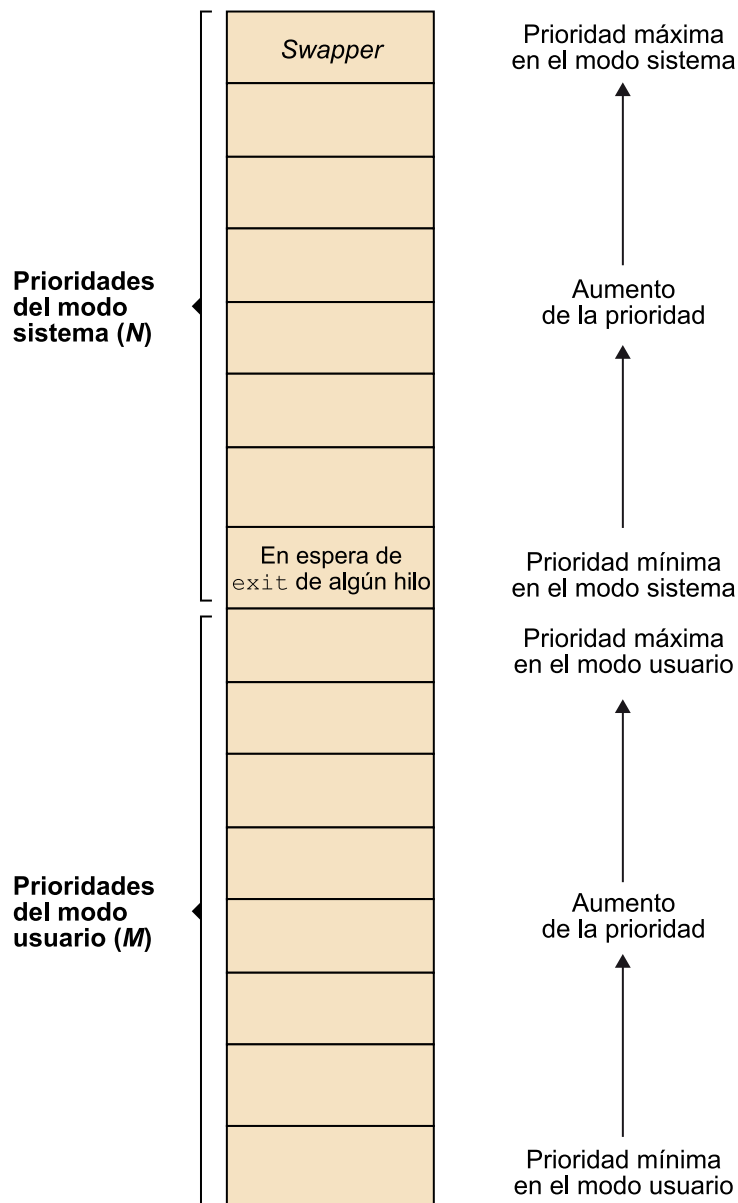 Swapper
Prioridad máxima
en el modo sistema
Prioridades
del modo
sistema (N)
Aumento
de la prioridad
En espera de
exit de algún hilo
Prioridad mínima
en el modo sistema
Prioridad máxima
en el modo usuario
Prioridades
del modo
usuario (M)
Aumento
de la prioridad
Prioridad mínima
en el modo usuario